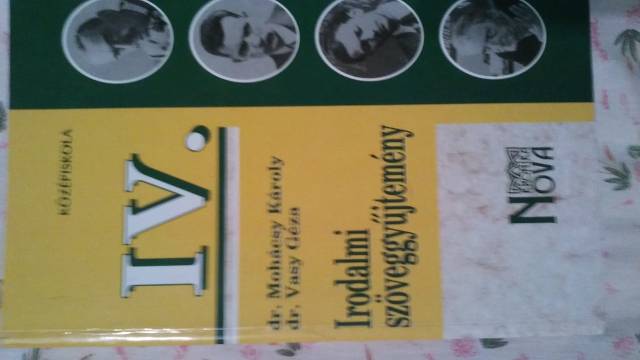 KÖZÉPISKOLA
IV.
dr. Mohácsy Károly
dr. Vasy Géza
Irodalmi
szöveggyűjtemény
NOVA